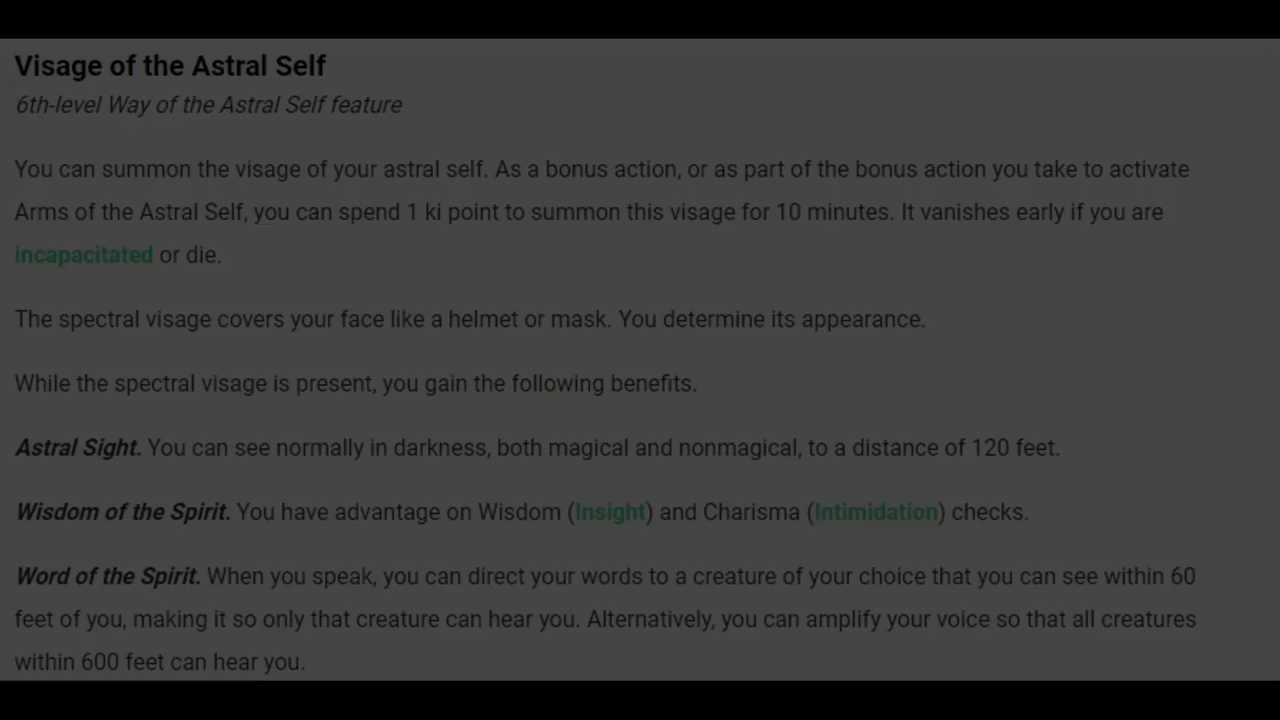 Visage of the Astral Self
6th-level Way of the Astral Self feature
You can summon the visage of your astral self. As a bonus action, or as part of the bonus action you take to activate
Arms of the Astral Self, you can spend 1 ki point to summon this visage for 10 minutes. It vanishes early if you are
incapacitated or die.
The spectral visage covers your face like a helmet or mask. You determine its appearance.
While the spectral visage is present, you gain the following benefits.
Astral Sight. You can see normally in darkness, both magical and nonmagical, to a distance of 120 feet.
Wisdom of the Spirit. You have advantage on Wisdom (Insight) and Charisma (Intimidation) checks.
Word of the Spirit. When you speak, you can direct your words to a creature of your choice that you can see within 60
feet of you, making it so only that creature can hear you. Alternatively, you can amplify your voice so that all creatures
within 600 feet can hear you.